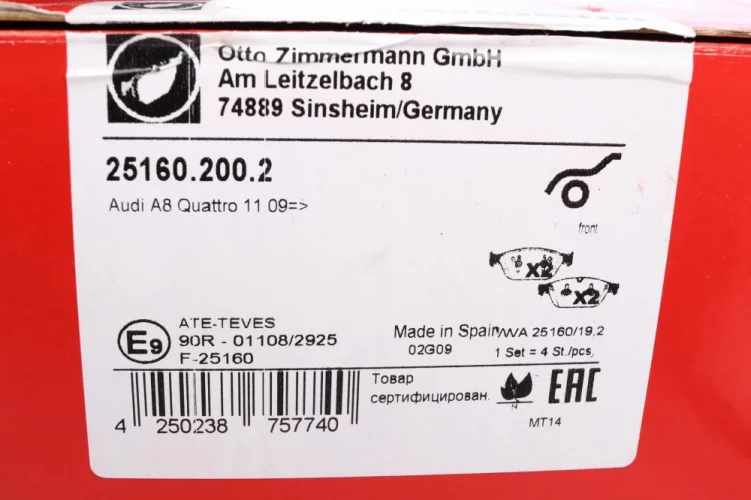 Otto Zimmermann GmbH
Am Leitzelbach 8
74889 Sinsheim/Germany
25160.200.2
Audi A8 Quattro 11 09=>
front
x2
x2
E9
ATE-TEVES
90R - 01108/2925
F-25160
Made in Spain
WVA 25160/19,2
02G09
1 Set = 4 St./pcs,
Товар
сертифицирован.
N
EAC
MT14
4 250238 757740